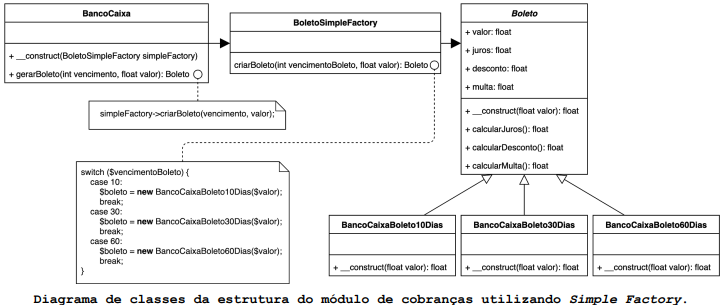 BancoCaixa
+ __construct(BoletoSimpleFactory simpleFactory)
+ gerarBoleto(int vencimento, float valor): Boleto
simpleFactory->criarBoleto(vencimento, valor);
BoletoSimpleFactory
criarBoleto(int vencimentoBoleto, float valor): Boleto
Boleto
+ valor: float
+ juros: float
+ desconto: float
+ multa: float
+ __construct(float valor): float
+ calcularJuros(): float
+ calcularDesconto(): float
+ calcularMulta(): float
switch ($vencimentoBoleto) {
case 10:
$boleto = new BancoCaixaBoleto10Dias($valor);
break;
case 30:
$boleto = new BancoCaixaBoleto30Dias($valor);
break;
case 60:
$boleto = new BancoCaixaBoleto60Dias($valor);
break;
}
BancoCaixaBoleto10Dias
+ __construct(float valor): float
BancoCaixaBoleto30Dias
+ __construct(float valor): float
BancoCaixaBoleto60Dias
+ __construct(float valor): float
Diagrama de classes da estrutura do módulo de cobranças utilizando Simple Factory.